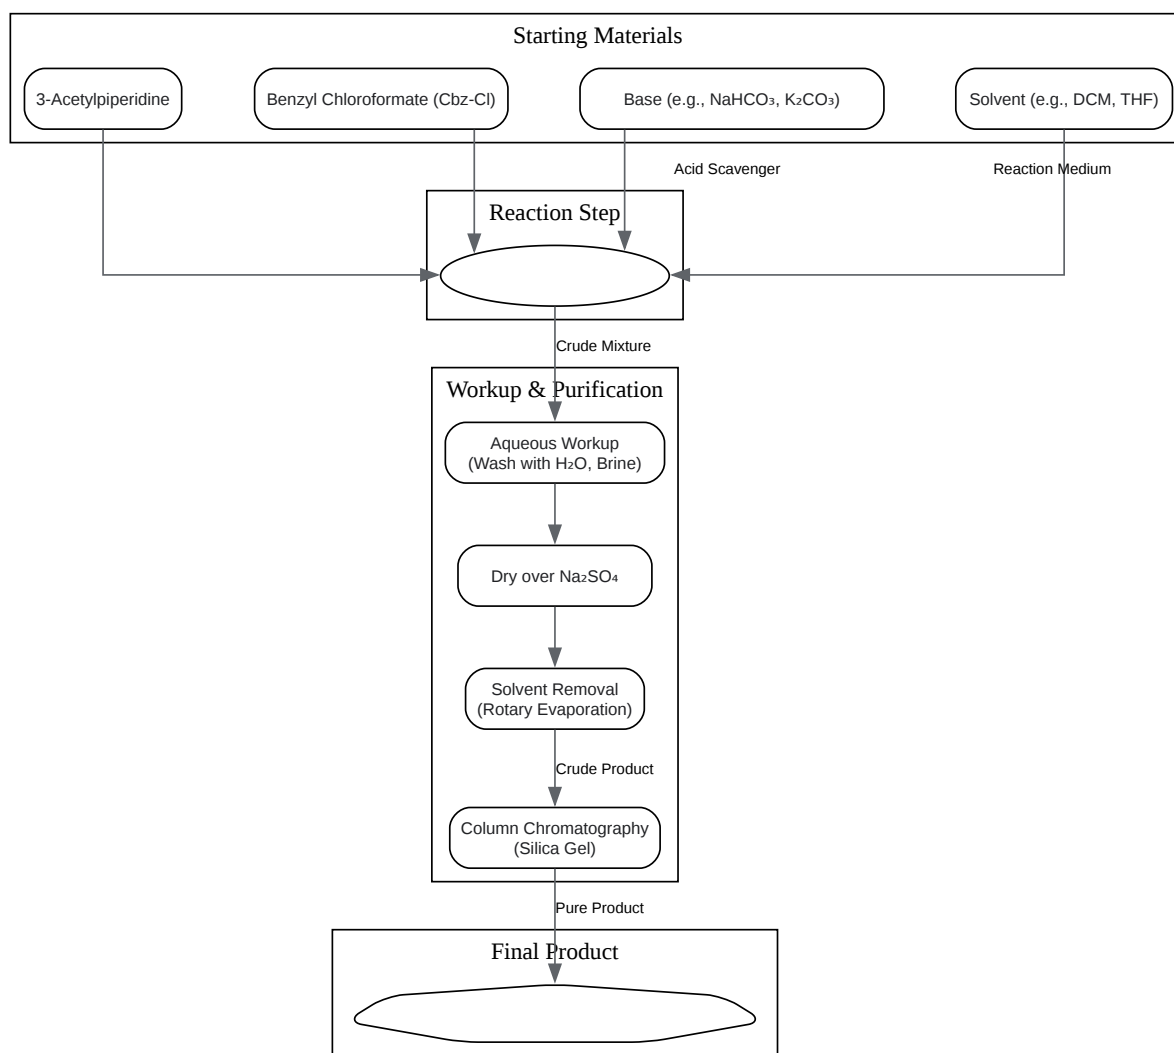 Starting Materials
3-Acetylpiperidine
Benzyl Chloroformate (Cbz-Cl)
Base (e.g., NaHCO₃, K₂CO₃)
Solvent (e.g., DCM, THF)
Acid Scavenger
Reaction Medium
Reaction Step
Crude Mixture
Workup & Purification
Aqueous Workup
(Wash with H₂O, Brine)
Dry over Na₂SO₄
Solvent Removal
(Rotary Evaporation)
Crude Product
Column Chromatography
(Silica Gel)
Pure Product
Final Product